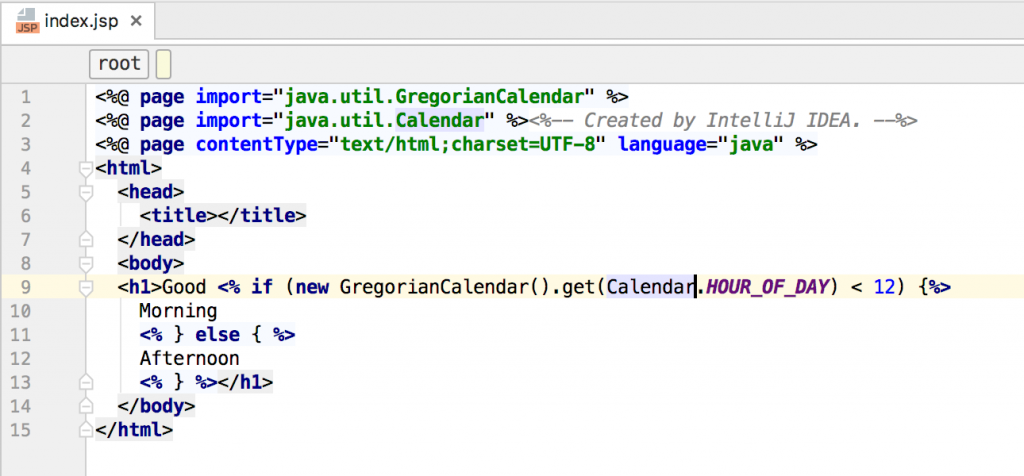 index.jsp ×
root
1 <%@ page import="java.util.GregorianCalendar" %>
2 <%@ page import="java.util.Calendar" %><%-- Created by IntelliJ IDEA. --%>
3 <%@ page contentType="text/html;charset=UTF-8" language="java" %>
4 <html>
5   <head>
6     <title></title>
7   </head>
8   <body>
9   <h1>Good <% if (new GregorianCalendar().get(Calendar.HOUR_OF_DAY) < 12) {%>
10     Morning
11     <% } else { %>
12     Afternoon
13     <% } %></h1>
14   </body>
15 </html>